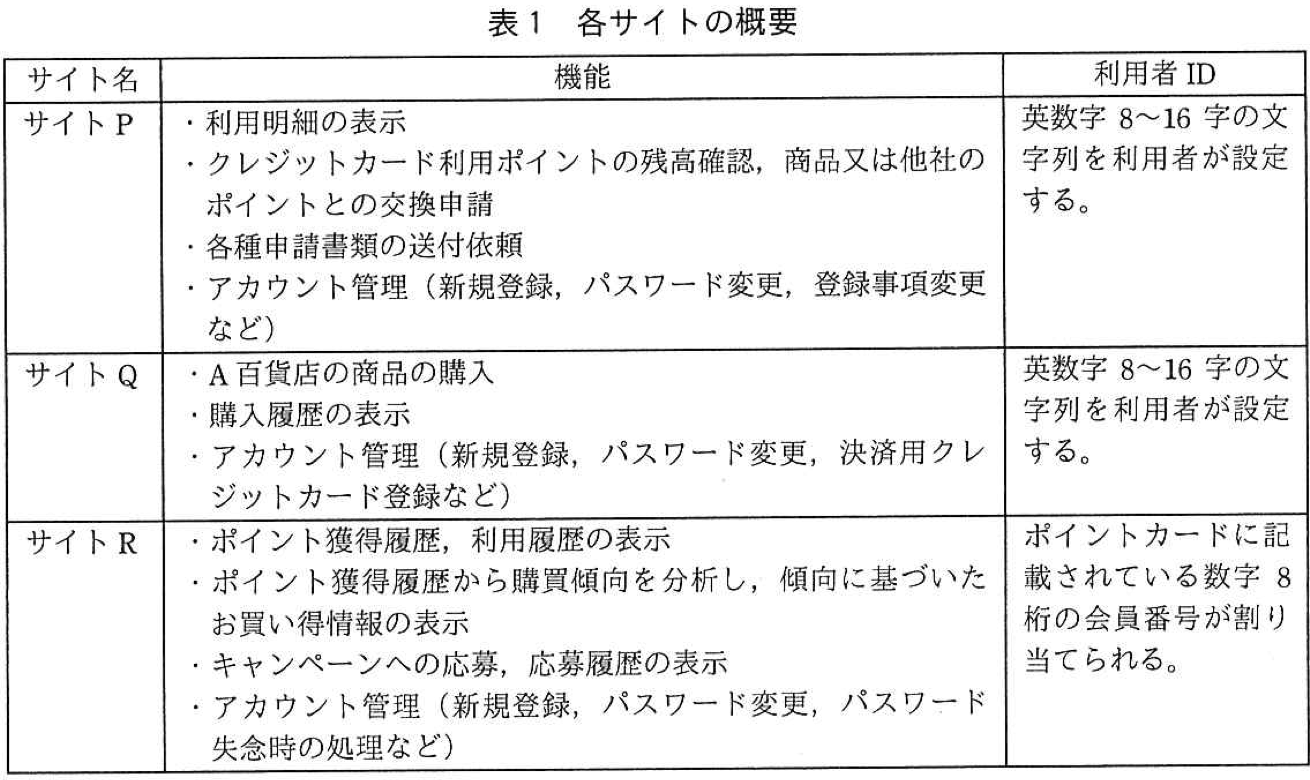 表1 各サイトの概要
サイト名 機能 利用者 ID
サイト P
・利用明細の表示
・クレジットカード利用ポイントの残高確認，商品又は他社の
ポイントとの交換申請
・各種申請書類の送付依頼
・アカウント管理（新規登録，パスワード変更，登録事項変更
など）
英数字 8～16 字の文
字列を利用者が設定
する。
サイト Q
・A 百貨店の商品の購入
・購入履歴の表示
・アカウント管理（新規登録，パスワード変更，決済用クレ
ジットカード登録など）
英数字 8～16 字の文
字列を利用者が設定
する。
サイト R
・ポイント獲得履歴，利用履歴の表示
・ポイント獲得履歴から購買傾向を分析し，傾向に基づいた
お買い得情報の表示
・キャンペーンへの応募，応募履歴の表示
・アカウント管理（新規登録，パスワード変更，パスワード
失念時の処理など）
ポイントカードに記
載されている数字 8
桁の会員番号が割り
当てられる。